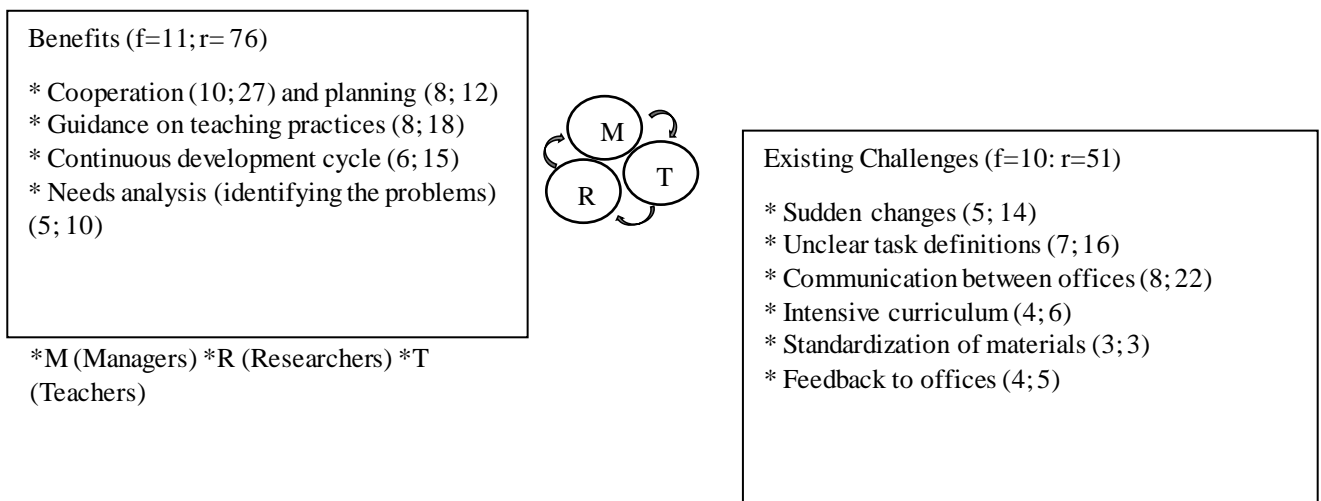 Benefits (f=11; r= 76)
* Cooperation (10; 27) and planning (8; 12)
* Guidance on teaching practices (8; 18)
* Continuous development cycle (6; 15)
* Needs analysis (identifying the problems)
(5; 10)
M
T
R
*M (Managers) *R (Researchers) *T
(Teachers)
Existing Challenges (f=10: r=51)
* Sudden changes (5; 14)
* Unclear task definitions (7; 16)
* Communication between offices (8; 22)
* Intensive curriculum (4; 6)
* Standardization of materials (3; 3)
* Feedback to offices (4; 5)